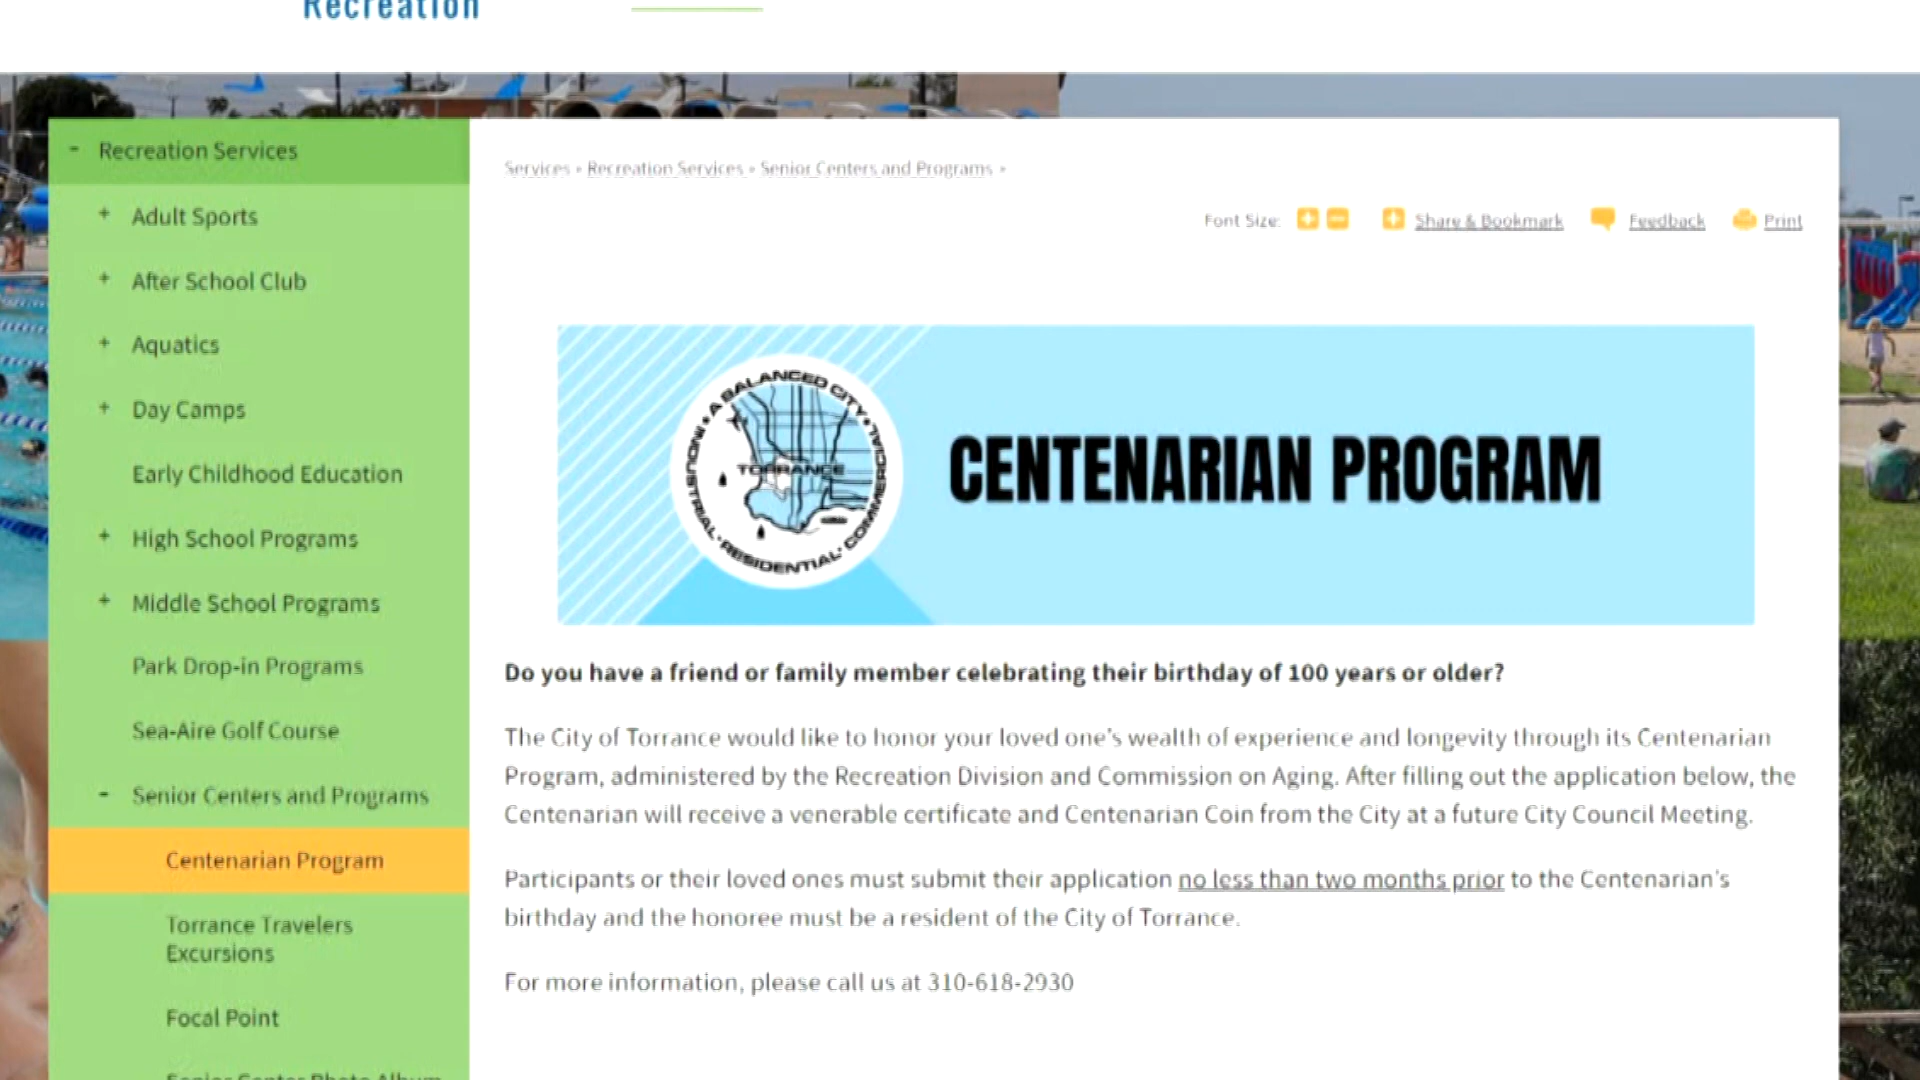 Recreation
Recreation Services
Adult Sports
After School Club
Aquatics
Day Camps
Early Childhood Education
High School Programs
Middle School Programs
Park Drop-in Programs
Sea-Aire Golf Course
Senior Centers and Programs
Centenarian Program
Torrance Travelers
Excursions
Focal Point
Senior Center Photo Album
Services » Recreation Services » Senior Centers and Programs »
Font Size: Share & Bookmark Feedback Print
A BALANCED CITY
INDUSTRIAL · RESIDENTIAL · COMMERCIAL
TORRANCE
CENTENARIAN PROGRAM
Do you have a friend or family member celebrating their birthday of 100 years or older?
The City of Torrance would like to honor your loved one's wealth of experience and longevity through its Centenarian
Program, administered by the Recreation Division and Commission on Aging. After filling out the application below, the
Centenarian will receive a venerable certificate and Centenarian Coin from the City at a future City Council Meeting.
Participants or their loved ones must submit their application no less than two months prior to the Centenarian's
birthday and the honoree must be a resident of the City of Torrance.
For more information, please call us at 310-618-2930